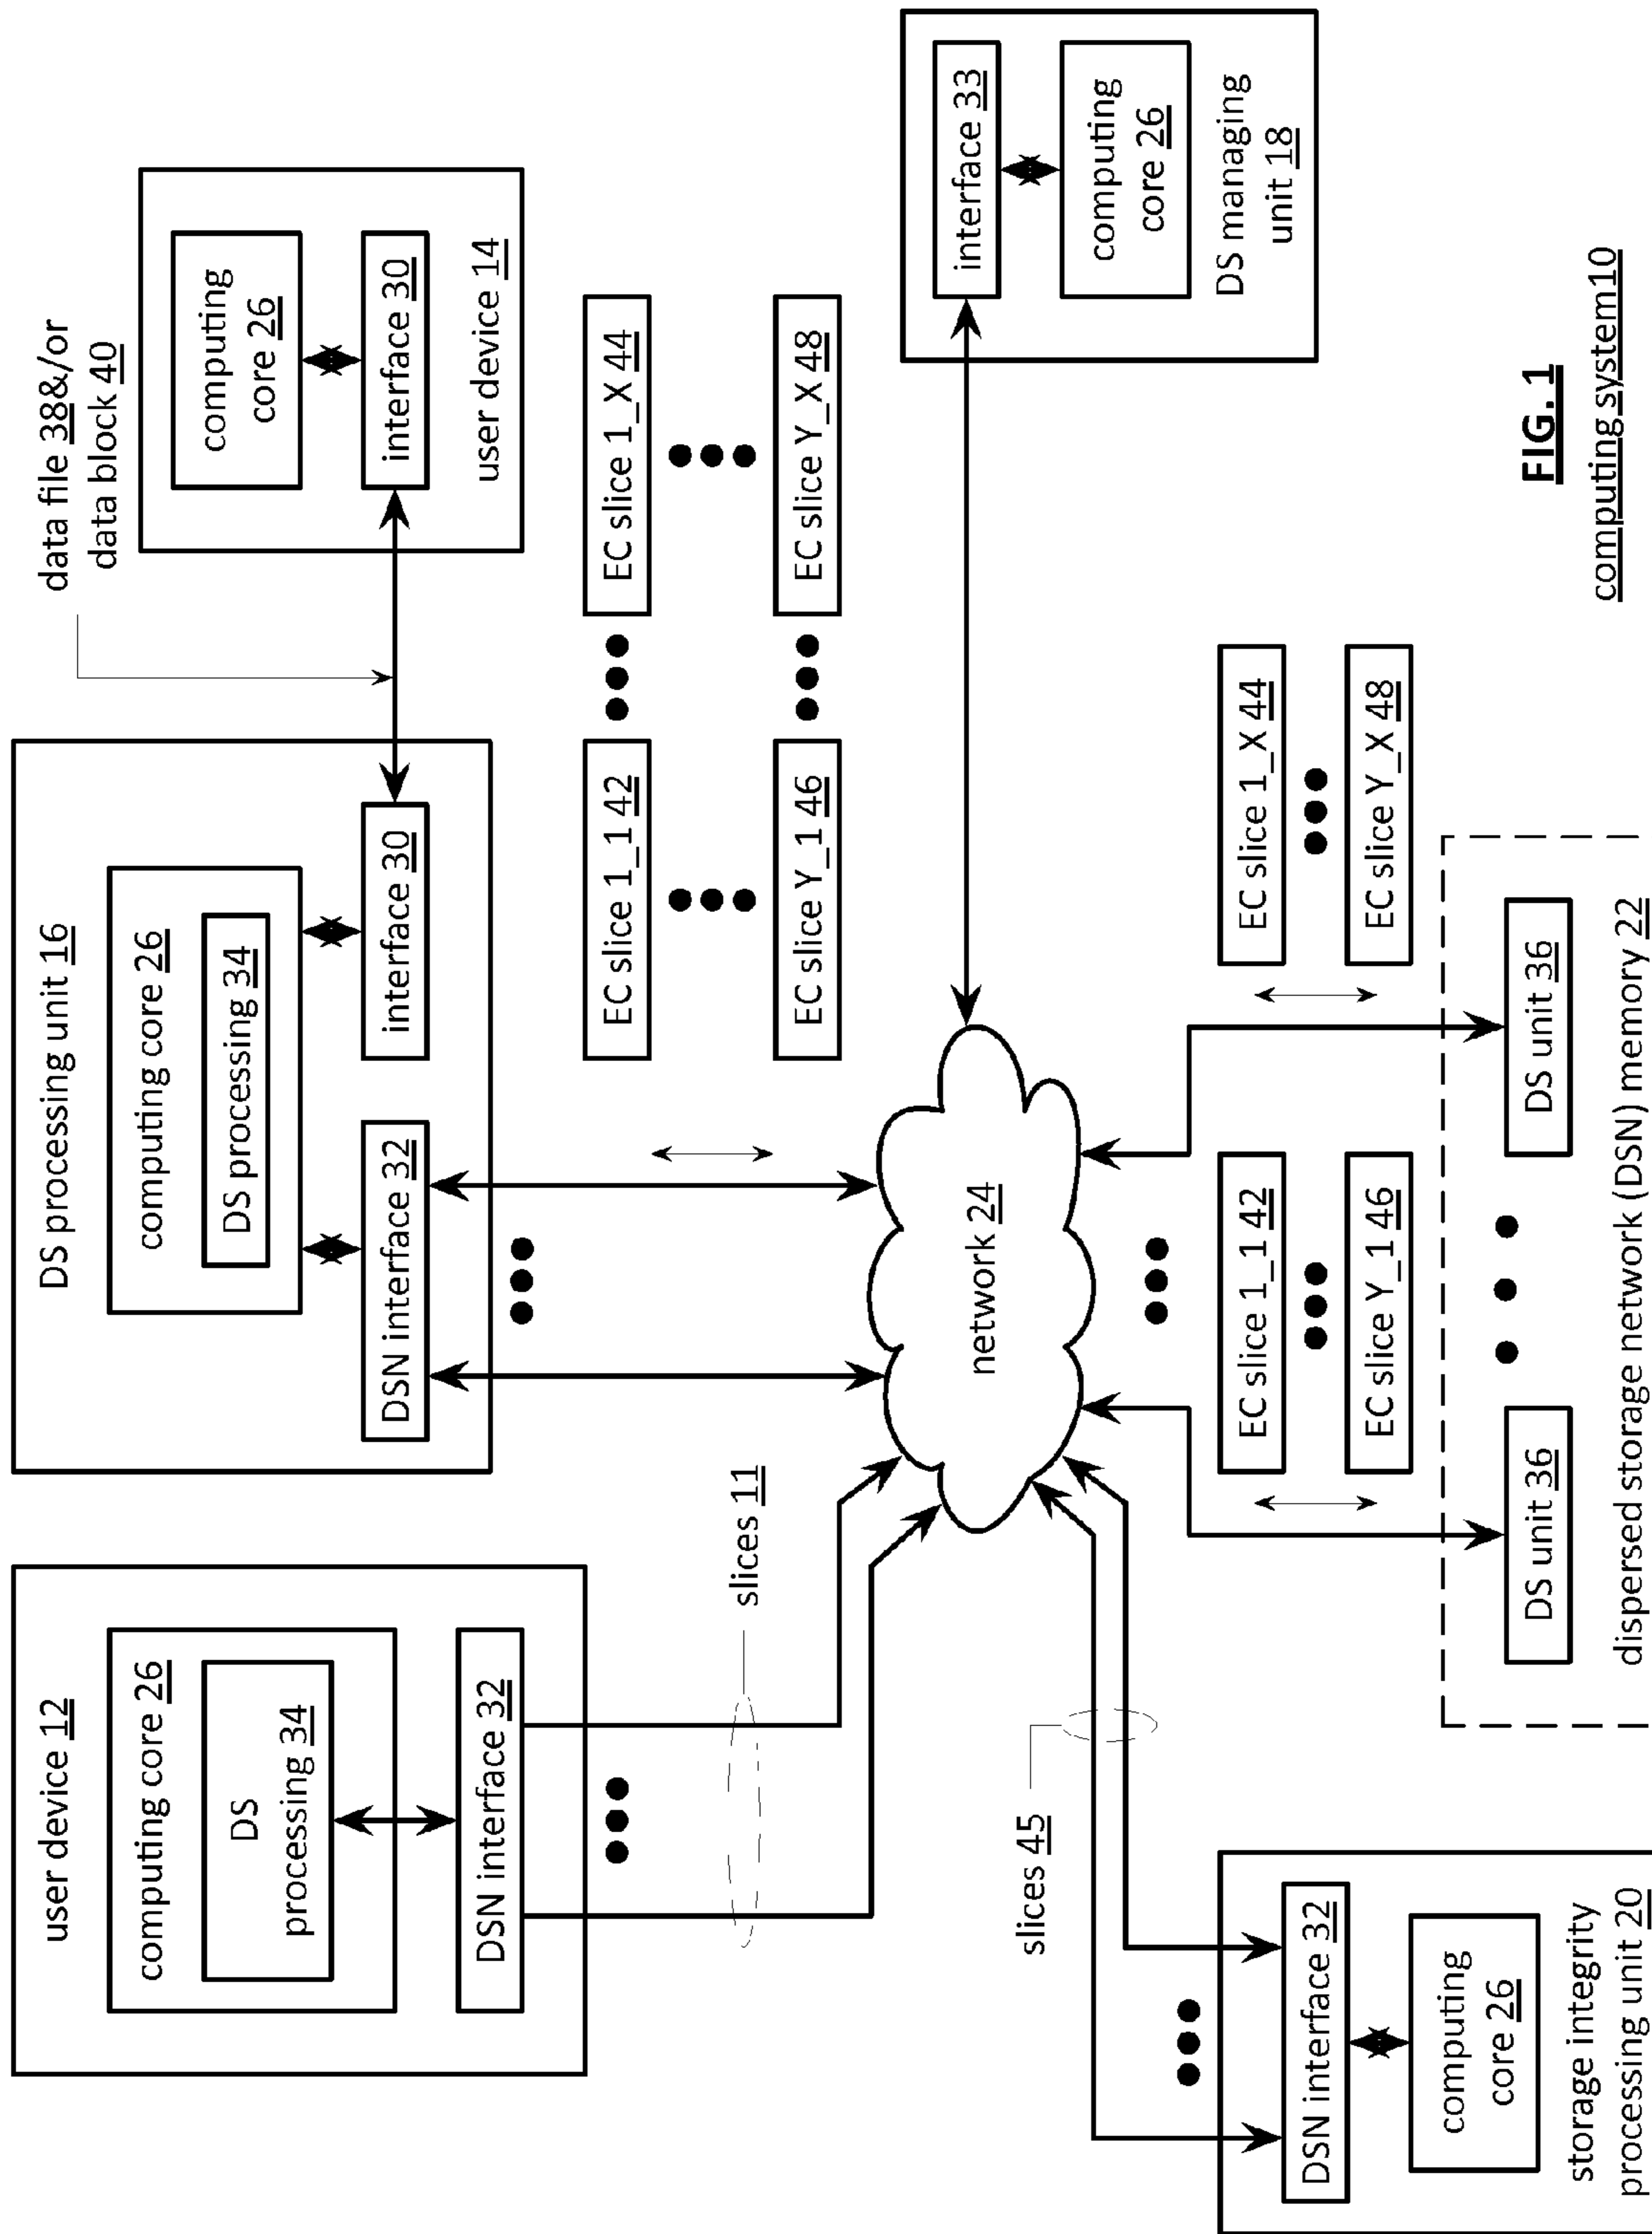 user device 12
computing core 26
DS
processing 34
DSN interface 32
slices 11
DS processing unit 16
computing core 26
DS processing 34
DSN interface 32
interface 30
data file 38&/or
data block 40
computing
core 26
interface 30
user device 14
EC slice 1_1 42
EC slice 1_X 44
EC slice Y_1 46
EC slice Y_X 48
network 24
interface 33
computing
core 26
DS managing
unit 18
slices 45
DSN interface 32
computing
core 26
storage integrity
processing unit 20
EC slice 1_1 42
EC slice Y_1 46
EC slice 1_X 44
EC slice Y_X 48
DS unit 36
DS unit 36
dispersed storage network (DSN) memory 22
FIG. 1
computing system10